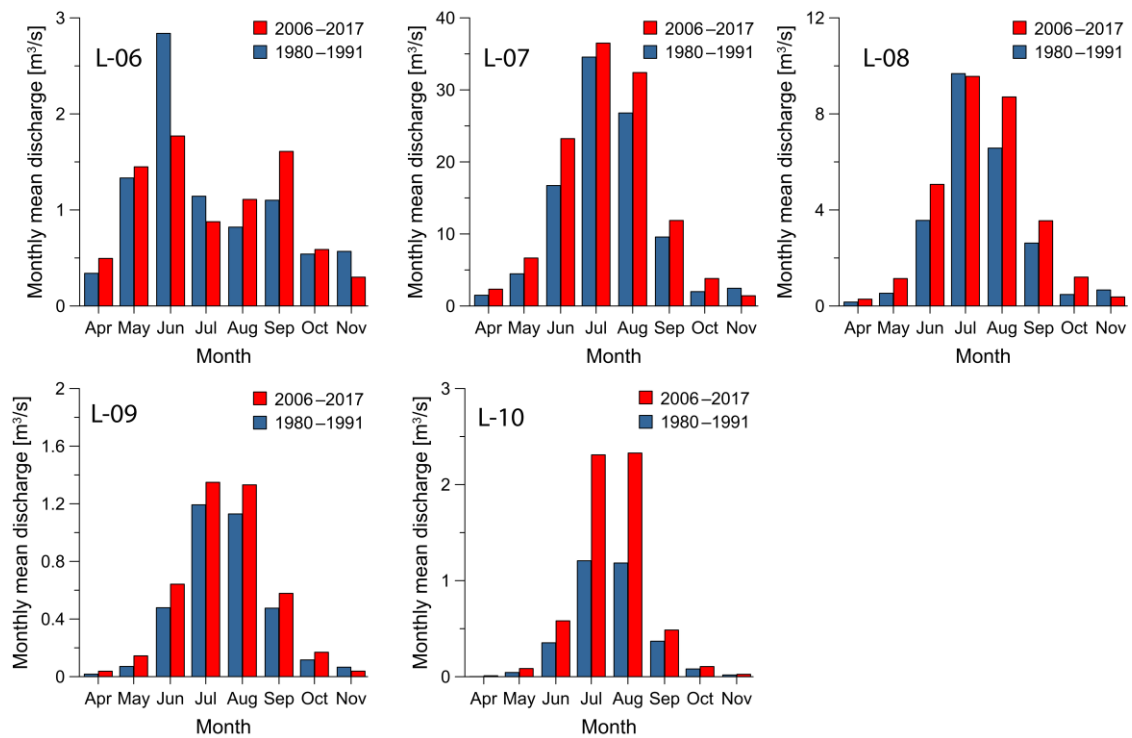 Monthly mean discharge [m³/s]
3
2
1
0
L-06
2006–2017
1980–1991
Apr May Jun Jul Aug Sep Oct Nov
Month
Monthly mean discharge [m³/s]
40
30
20
10
0
L-07
2006–2017
1980–1991
Apr May Jun Jul Aug Sep Oct Nov
Month
Monthly mean discharge [m³/s]
12
9
6
4
0
L-08
2006–2017
1980–1991
Apr May Jun Jul Aug Sep Oct Nov
Month
Monthly mean discharge [m³/s]
2
1.6
1.2
0.8
0.4
0
L-09
2006–2017
1980–1991
Apr May Jun Jul Aug Sep Oct Nov
Month
Monthly mean discharge [m³/s]
3
2
1
0
L-10
2006–2017
1980–1991
Apr May Jun Jul Aug Sep Oct Nov
Month